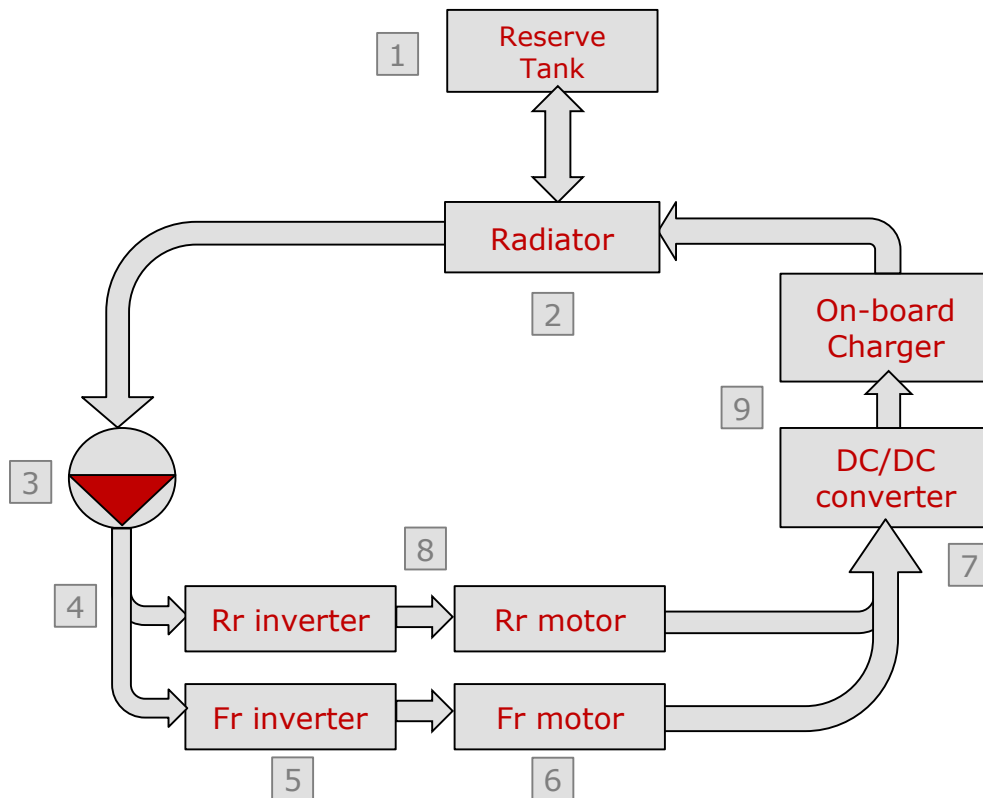 1
Reserve
Tank
Radiator
2
On-board
Charger
9
DC/DC
converter
3
7
8
4
Rr inverter
Rr motor
Fr inverter
Fr motor
5
6